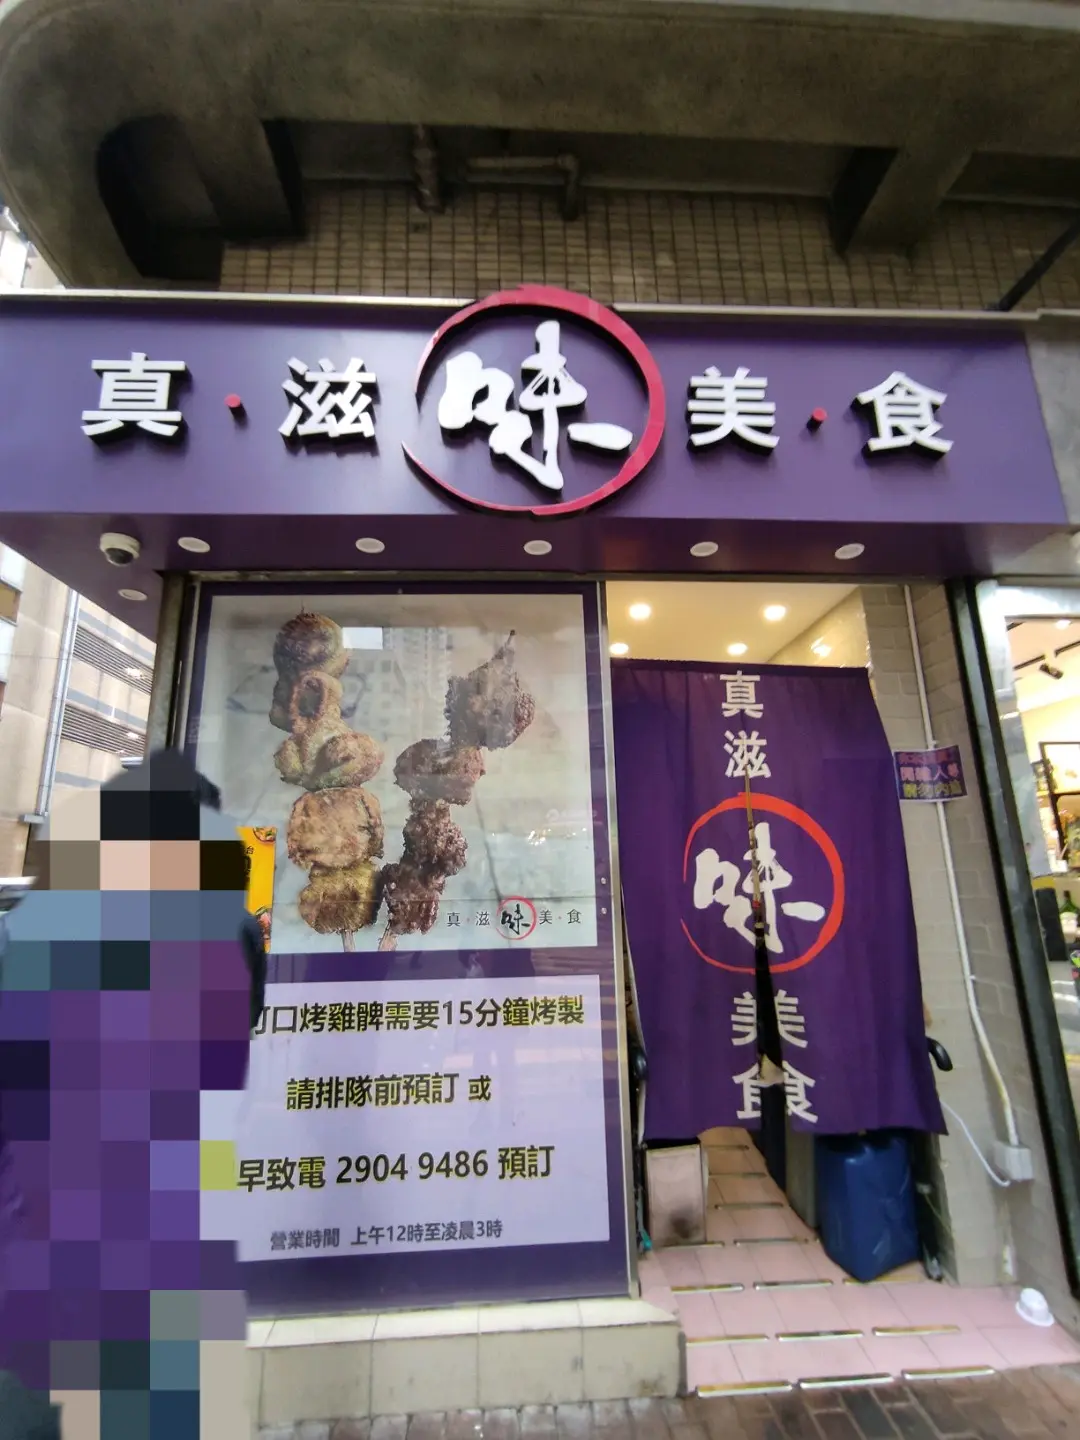 真・滋味美・食
真・滋味美・食
可口烤雞髀需要15分鐘烤製
請排隊前預訂 或
早致電 2904 9486 預訂
營業時間 上午12時至凌晨3時
真
滋
味
美
食